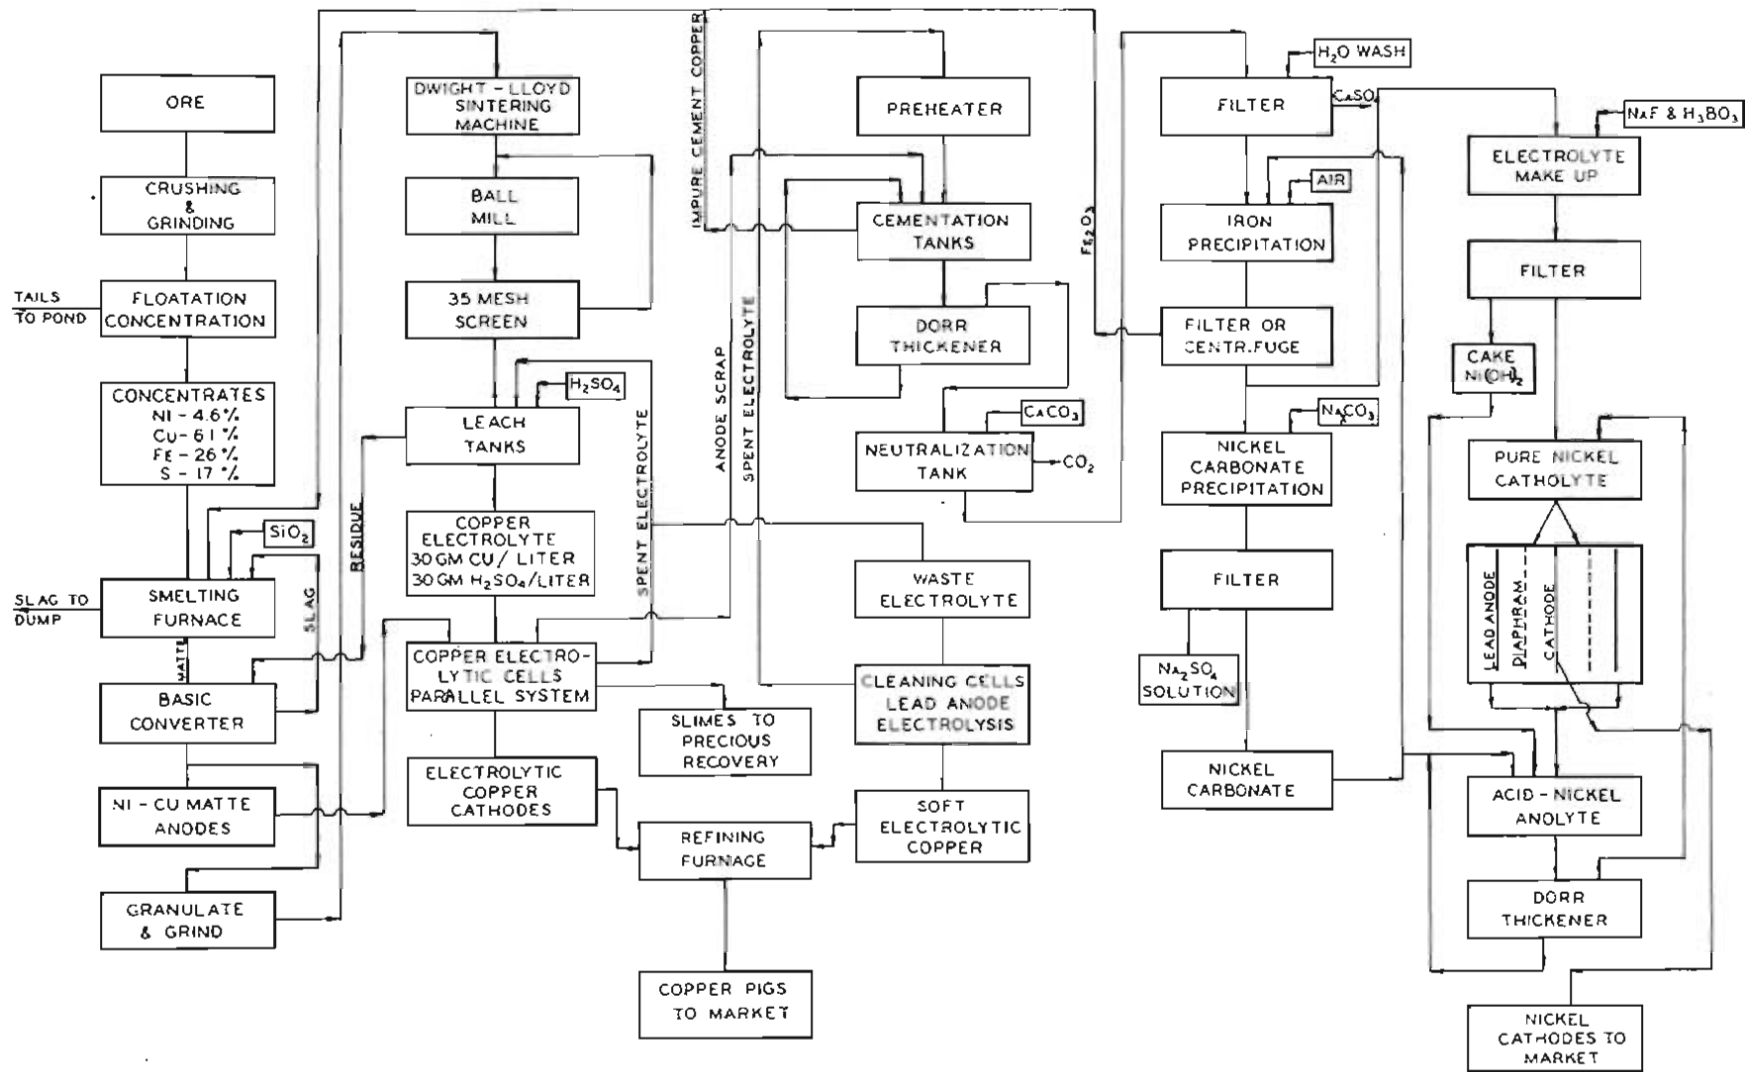 ORE
CRUSHING
&
GRINDING
TAILS
TO POND
FLOATATION
CONCENTRATION
CONCENTRATES
NI - 4.6 %
CU - 61 %
FE - 26 %
S - 17 %
SiO2
SLAG TO
DUMP
SMELTING
FURNACE
MATTE
SLAG
BASIC
CONVERTER
NI - CU MATTE
ANODES
GRANULATE
& GRIND
RESIDUE
DWIGHT - LLOYD
SINTERING
MACHINE
BALL
MILL
35 MESH
SCREEN
H2SO4
LEACH
TANKS
COPPER
ELECTROLYTE
30 GM CU / LITER
30 GM H2SO4 / LITER
SPENT ELECTROLYTE
COPPER ELECTRO-
LYTIC CELLS
PARALLEL SYSTEM
SLIMES TO
PRECIOUS
RECOVERY
ELECTROLYTIC
COPPER
CATHODES
REFINING
FURNAGE
COPPER PIGS
TO MARKET
IMPURE CEMENT COPPER
ANODE SCRAP
SPENT ELECTROLYTE
PREHEATER
CEMENTATION
TANKS
DORR
THICKENER
CACO3
NEUTRALIZATION
TANK
CO2
WASTE
ELECTROLYTE
CLEANING CELLS
LEAD ANODE
ELECTROLYSIS
SOFT
ELECTROLYTIC
COPPER
FE2O3
H2O WASH
FILTER
CASO
AIR
IRON
PRECIPITATION
FILTER OR
CENTR.FUGE
NA2CO3
NICKEL
CARBONATE
PRECIPITATION
FILTER
NA2SO4
SOLUTION
NICKEL
CARBONATE
NAF & H3BO3
ELECTROLYTE
MAKE UP
FILTER
CAKE
NI(OH)2
PURE NICKEL
CATHOLYTE
LEAD ANODE
DIAPHRAM
CATHODE
ACID - NICKEL
ANOLYTE
DORR
THICKENER
NICKEL
CATHODES TO
MARKET